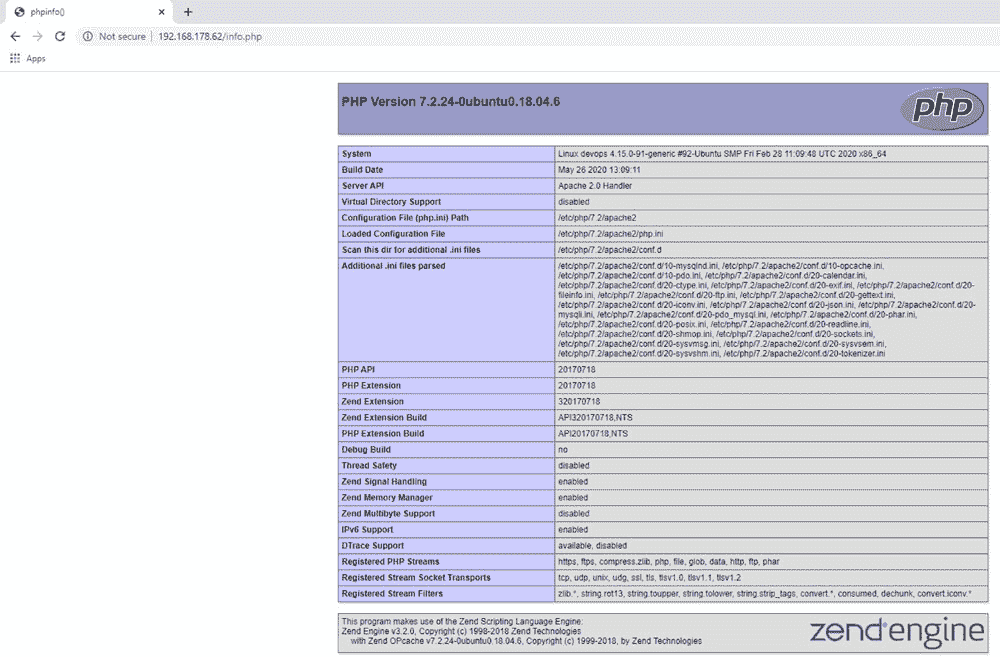 phpinfo()
Not secure | 192.168.178.62/info.php
Apps
PHP Version 7.2.24-0ubuntu0.18.04.6
php
System Linux devops 4.15.0-91-generic #92-Ubuntu SMP Fri Feb 28 11:09:48 UTC 2020 x86_64
Build Date May 26 2020 13:09:11
Server API Apache 2.0 Handler
Virtual Directory Support disabled
Configuration File (php.ini) Path /etc/php/7.2/apache2
Loaded Configuration File /etc/php/7.2/apache2/php.ini
Scan this dir for additional .ini files /etc/php/7.2/apache2/conf.d
Additional .ini files parsed /etc/php/7.2/apache2/conf.d/10-mysqlnd.ini, /etc/php/7.2/apache2/conf.d/10-opcache.ini,
/etc/php/7.2/apache2/conf.d/10-pdo.ini, /etc/php/7.2/apache2/conf.d/20-calendar.ini,
/etc/php/7.2/apache2/conf.d/20-ctype.ini, /etc/php/7.2/apache2/conf.d/20-exif.ini, /etc/php/7.2/apache2/conf.d/20-
fileinfo.ini, /etc/php/7.2/apache2/conf.d/20-ftp.ini, /etc/php/7.2/apache2/conf.d/20-gettext.ini,
/etc/php/7.2/apache2/conf.d/20-iconv.ini, /etc/php/7.2/apache2/conf.d/20-json.ini, /etc/php/7.2/apache2/conf.d/20-
mysqli.ini, /etc/php/7.2/apache2/conf.d/20-pdo_mysql.ini, /etc/php/7.2/apache2/conf.d/20-phar.ini,
/etc/php/7.2/apache2/conf.d/20-posix.ini, /etc/php/7.2/apache2/conf.d/20-readline.ini,
/etc/php/7.2/apache2/conf.d/20-shmop.ini, /etc/php/7.2/apache2/conf.d/20-sockets.ini,
/etc/php/7.2/apache2/conf.d/20-sysvmsg.ini, /etc/php/7.2/apache2/conf.d/20-sysvsem.ini,
/etc/php/7.2/apache2/conf.d/20-sysvshm.ini, /etc/php/7.2/apache2/conf.d/20-tokenizer.ini
PHP API 20170718
PHP Extension 20170718
Zend Extension 320170718
Zend Extension Build API320170718,NTS
PHP Extension Build API20170718,NTS
Debug Build no
Thread Safety disabled
Zend Signal Handling enabled
Zend Memory Manager enabled
Zend Multibyte Support disabled
IPv6 Support enabled
DTrace Support available, disabled
Registered PHP Streams https, ftps, compress.zlib, php, file, glob, data, http, ftp, phar
Registered Stream Socket Transports tcp, udp, unix, udg, ssl, tls, tlsv1.0, tlsv1.1, tlsv1.2
Registered Stream Filters zlib.*, string.rot13, string.toupper, string.tolower, string.strip_tags, convert.*, consumed, dechunk, convert.iconv.*
This program makes use of the Zend Scripting Language Engine:
Zend Engine v3.2.0, Copyright (c) 1998-2018 Zend Technologies
with Zend OPcache v7.2.24-0ubuntu0.18.04.6, Copyright (c) 1999-2018, by Zend Technologies
zend engine